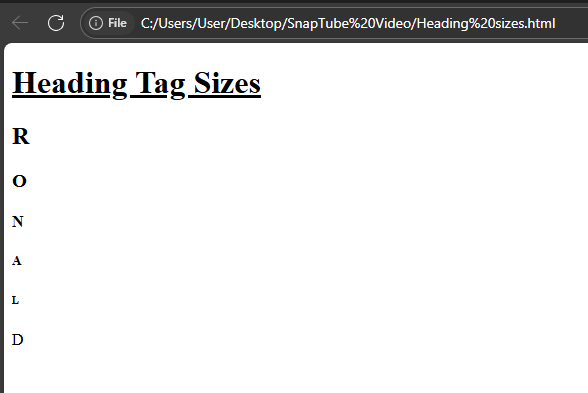 File C:/Users/User/Desktop/SnapTube%20Video/Heading%20sizes.html
Heading Tag Sizes
R
O
N
A
L
D